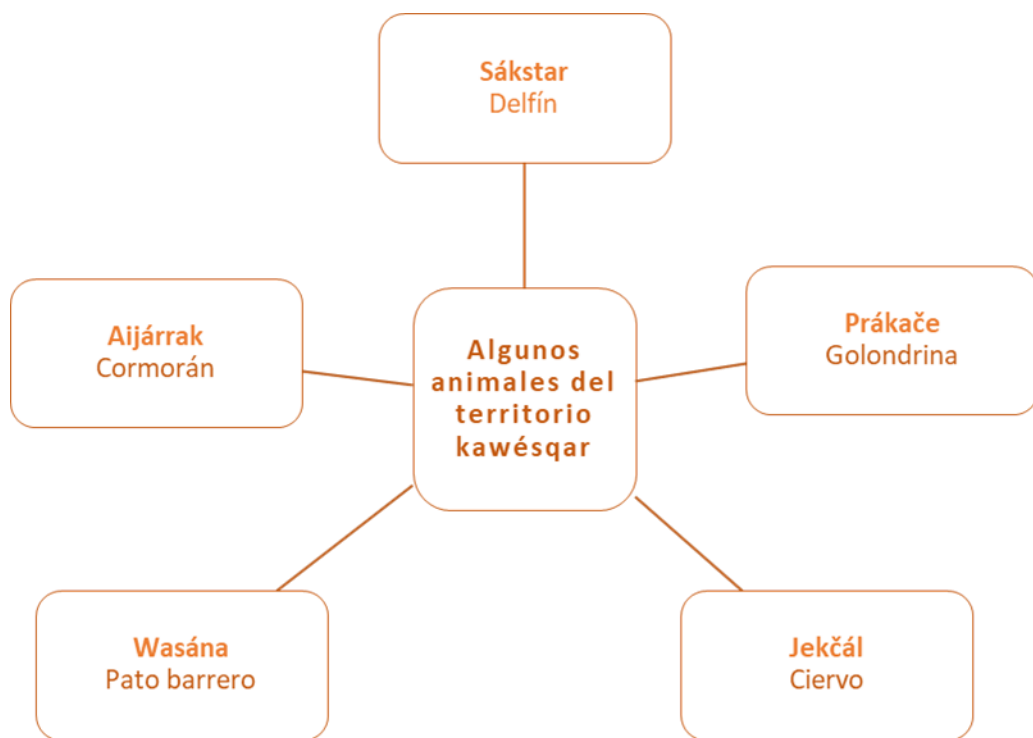 Sákstar
Delfín
Aijárrak
Cormorán
Algunos
animales del
territorio
kawésqar
Prákače
Golondrina
Wasána
Pato barrero
Jekčál
Ciervo